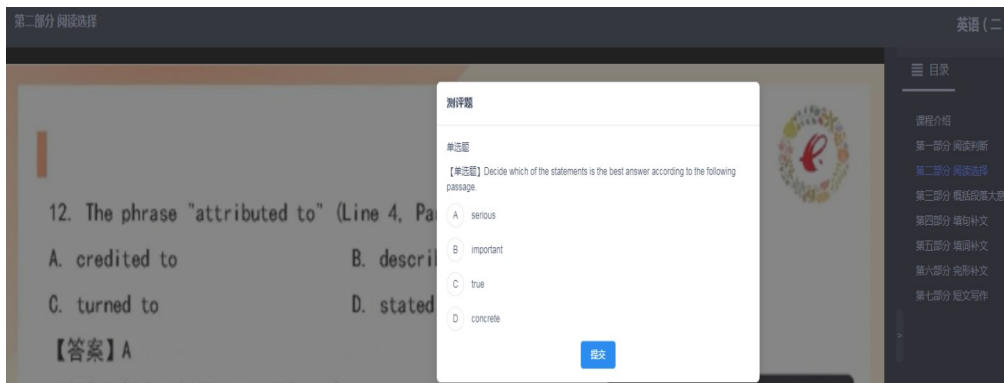 第二部分 阅读选择
英语 (二
目录
课程介绍
第一部分 阅读判断
第二部分 阅读选择
第三部分 概括段落大意
第四部分 填句补文
第五部分 填词补文
第六部分 完形补文
第七部分 短文写作
12. The phrase "attributed to" (Line 4, Pa
A. credited to
B. descri
C. turned to
D. stated
【答案】A
测评题
单选题
【单选题】Decide which of the statements is the best answer according to the following
passage.
A serious
B important
C true
D concrete
提交